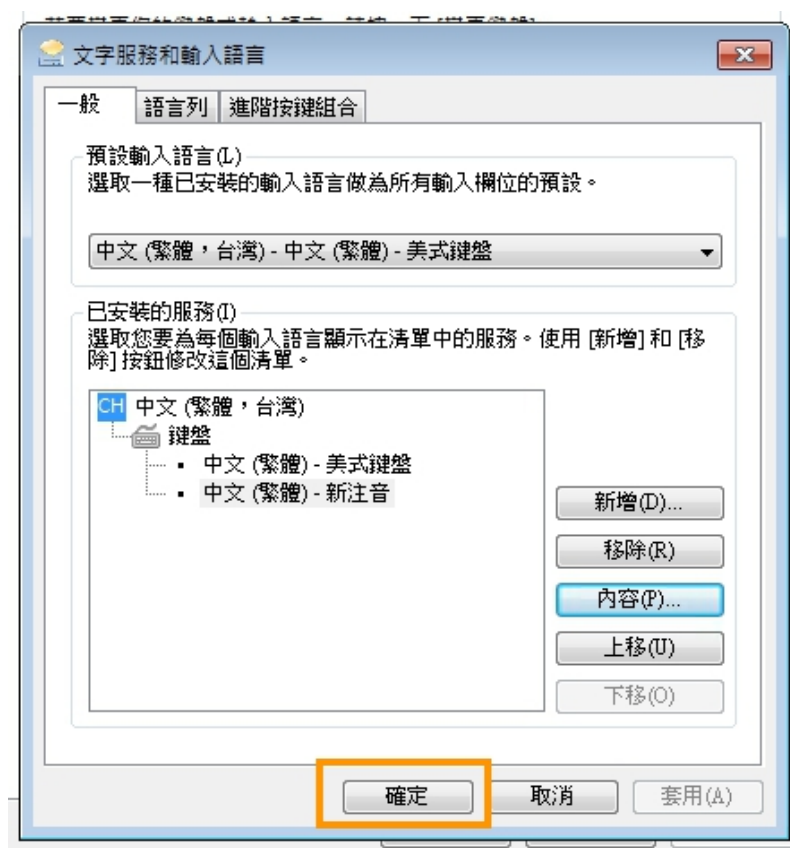 文字服務和輸入語言
一般
語言列
進階按鍵組合
預設輸入語言(L)
選取一種已安裝的輸入語言做為所有輸入欄位的預設。
中文 (繁體，台灣) - 中文 (繁體) - 美式鍵盤
已安裝的服務(I)
選取您要為每個輸入語言顯示在清單中的服務。使用 [新增] 和 [移
除] 按鈕修改這個清單。
CH 中文 (繁體，台灣)
鍵盤
中文 (繁體) - 美式鍵盤
中文 (繁體) - 新注音
新增(D)...
移除(R)
內容(P)...
上移(U)
下移(O)
確定
取消
套用(A)